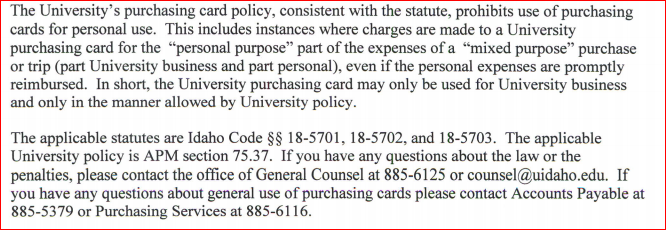 The University's purchasing card policy, consistent with the statute, prohibits use of purchasing
cards for personal use.  This includes instances where charges are made to a University
purchasing card for the  “personal purpose” part of the expenses of a  “mixed purpose” purchase
or trip (part University business and part personal), even if the personal expenses are promptly
reimbursed.  In short, the University purchasing card may only be used for University business
and only in the manner allowed by University policy.
The applicable statutes are Idaho Code §§ 18-5701, 18-5702, and 18-5703.  The applicable
University policy is APM section 75.37.  If you have any questions about the law or the
penalties, please contact the office of General Counsel at 885-6125 or counsel@uidaho.edu.  If
you have any questions about general use of purchasing cards please contact Accounts Payable at
885-5379 or Purchasing Services at 885-6116.